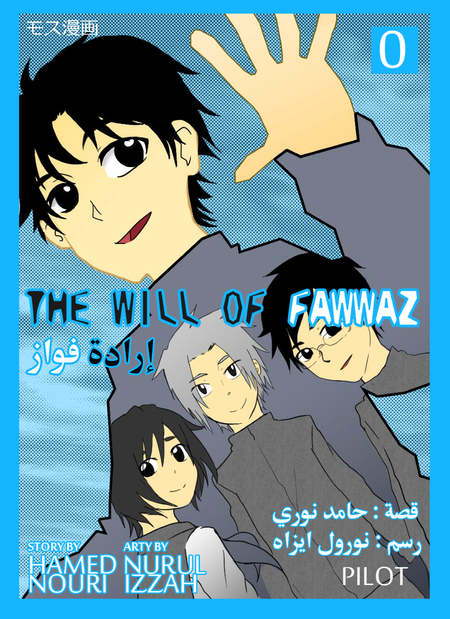 モス漫画
0
THE WILL OF FAWWAZ
إرادة فواز
قصة : حامد نوري
رسم : نورول ايزاه
STORY BY
HAMED
NOURI
ARTY BY
NURUL
IZZAH
PILOT